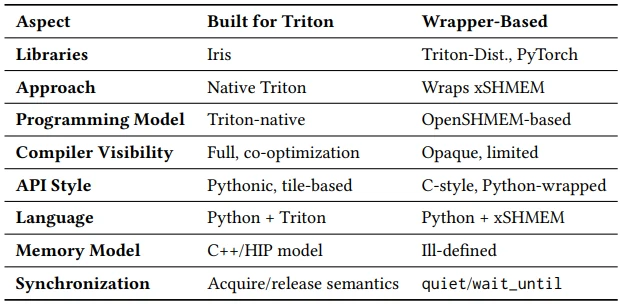 Aspect Built for Triton Wrapper-Based
Libraries Iris Triton-Dist., PyTorch
Approach Native Triton Wraps xSHMEM
Programming Model Triton-native OpenSHMEM-based
Compiler Visibility Full, co-optimization Opaque, limited
API Style Pythonic, tile-based C-style, Python-wrapped
Language Python + Triton Python + xSHMEM
Memory Model C++/HIP model Ill-defined
Synchronization Acquire/release semantics quiet/wait_until